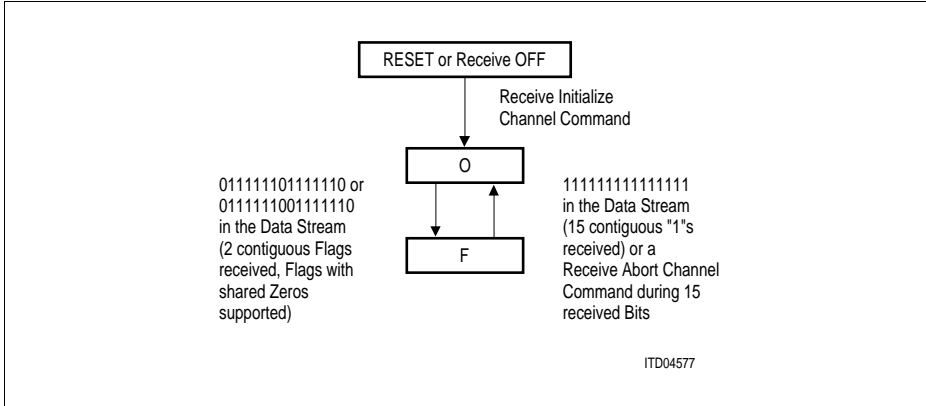 RESET or Receive OFF
Receive Initialize
Channel Command
O
011111101111110 or
0111111001111110
in the Data Stream
(2 contiguous Flags
received, Flags with
shared Zeros
supported)
F
111111111111111
in the Data Stream
(15 contiguous "1"s
received) or a
Receive Abort Channel
Command during 15
received Bits
ITD04577